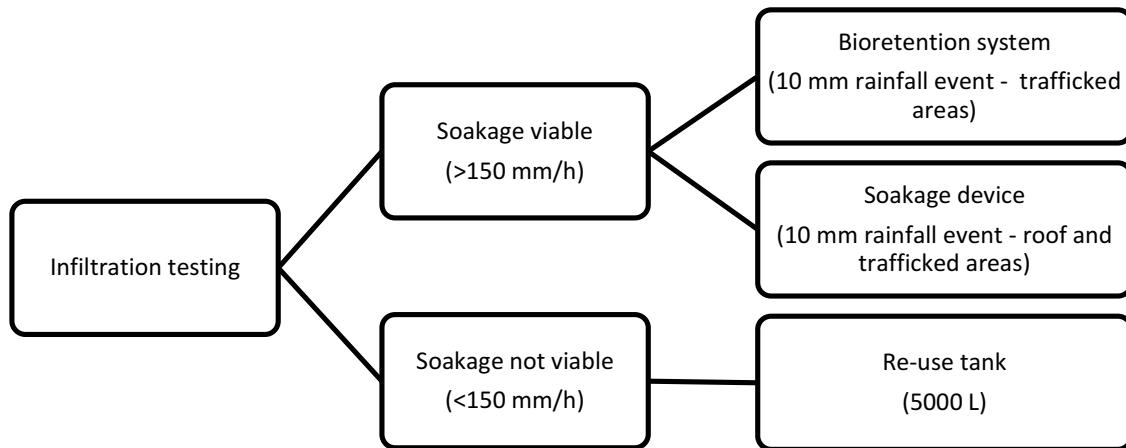 Infiltration testing
Soakage viable
(>150 mm/h)
Soakage not viable
(<150 mm/h)
Bioretention system
(10 mm rainfall event -  trafficked
areas)
Soakage device
(10 mm rainfall event - roof and
trafficked areas)
Re-use tank
(5000 L)